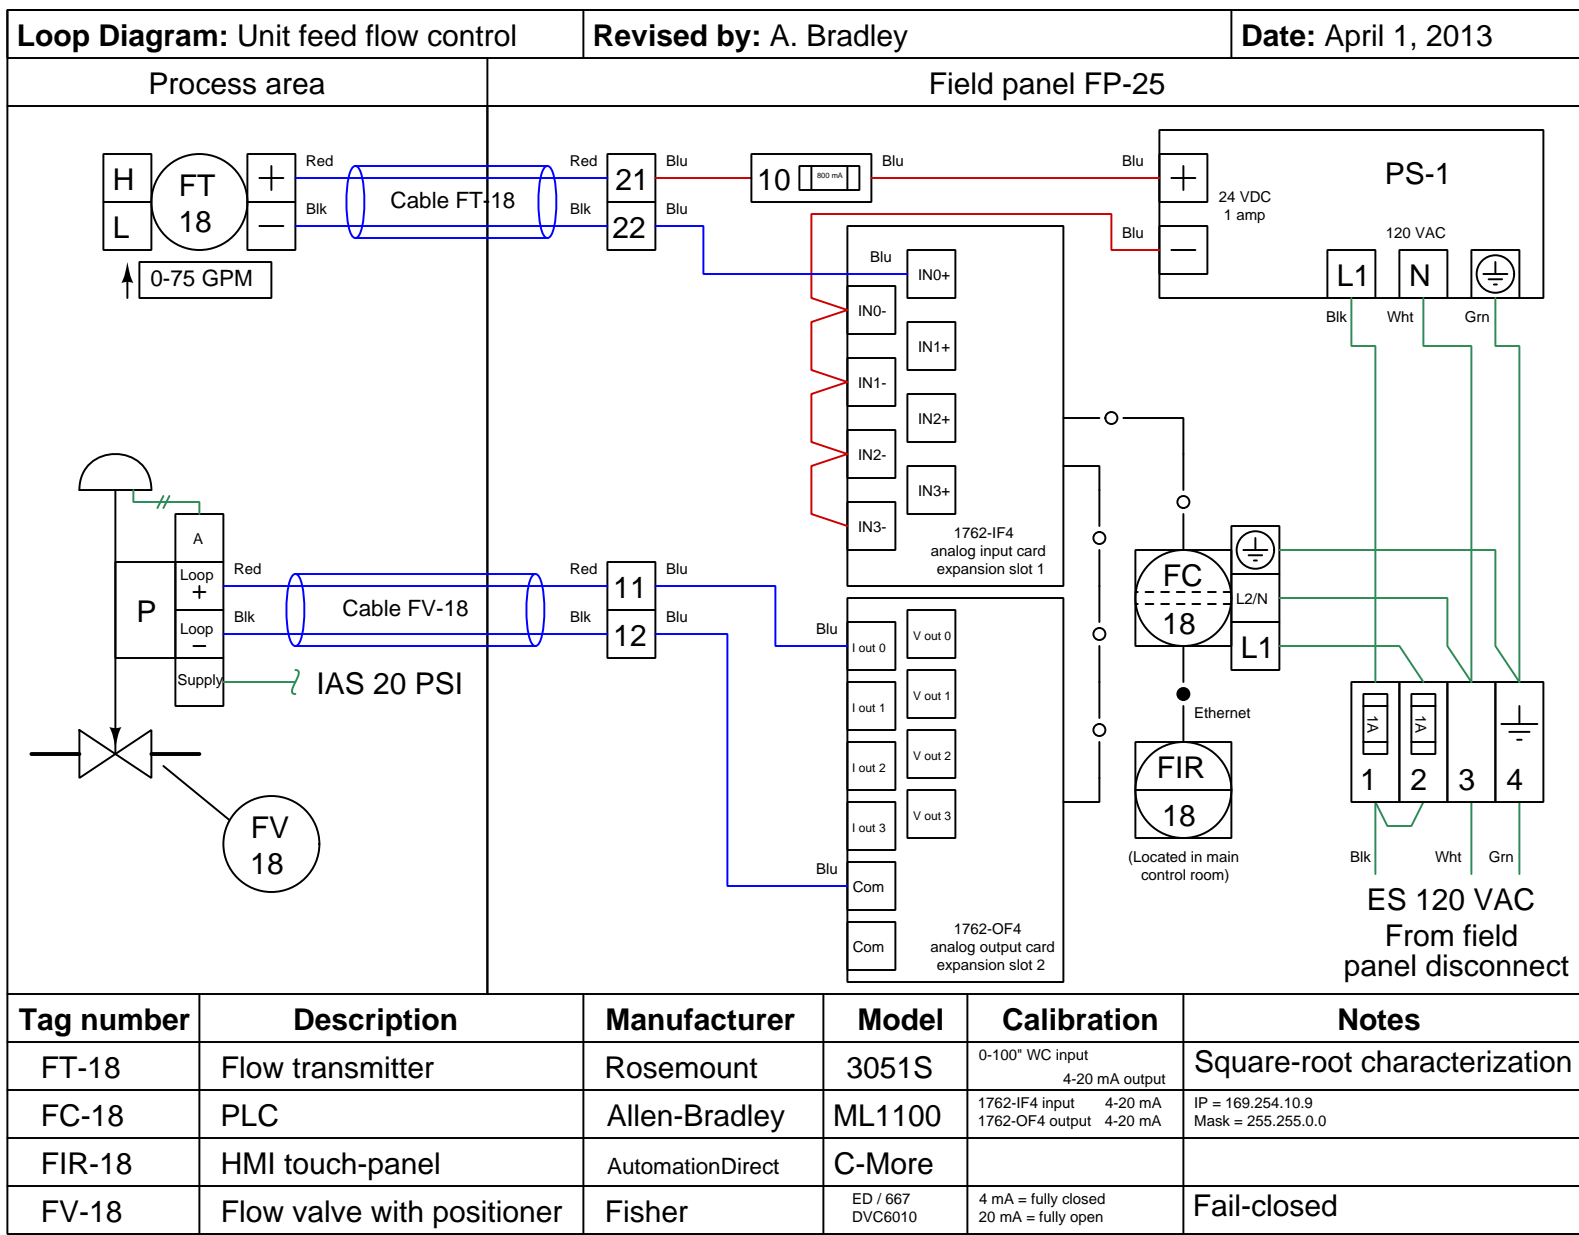 Loop Diagram: Unit feed flow control
Revised by: A. Bradley
Date: April 1, 2013
Process area
Field panel FP-25
H
L
FT
18
+
−
0-75 GPM
Red
Blk
Cable FT-18
Red
Blk
21
22
Blu
Blu
10
800 mA
Blu
Blu
Blu
+
−
24 VDC
1 amp
PS-1
120 VAC
L1
N
Blk
Wht
Grn
Blu
IN0+
IN0-
IN1+
IN1-
IN2+
IN2-
IN3+
IN3-
1762-IF4
analog input card
expansion slot 1
A
P
Loop
+
Loop
−
Supply
Red
Blk
Cable FV-18
Red
Blk
11
12
Blu
Blu
IAS 20 PSI
FV
18
Blu
I out 0
V out 0
I out 1
V out 1
I out 2
V out 2
I out 3
V out 3
Blu
Com
Com
1762-OF4
analog output card
expansion slot 2
FC
18
L2/N
L1
Ethernet
FIR
18
(Located in main
control room)
1A
1A
1
2
3
4
Blk
Wht
Grn
ES 120 VAC
From field
panel disconnect
Tag number Description Manufacturer Model Calibration Notes
FT-18 Flow transmitter Rosemount 3051S 0-100" WC input
4-20 mA output
Square-root characterization
FC-18 PLC Allen-Bradley ML1100
1762-IF4 input 4-20 mA
1762-OF4 output 4-20 mA
IP = 169.254.10.9
Mask = 255.255.0.0
FIR-18 HMI touch-panel AutomationDirect C-More
FV-18 Flow valve with positioner Fisher
ED / 667
DVC6010
4 mA = fully closed
20 mA = fully open
Fail-closed